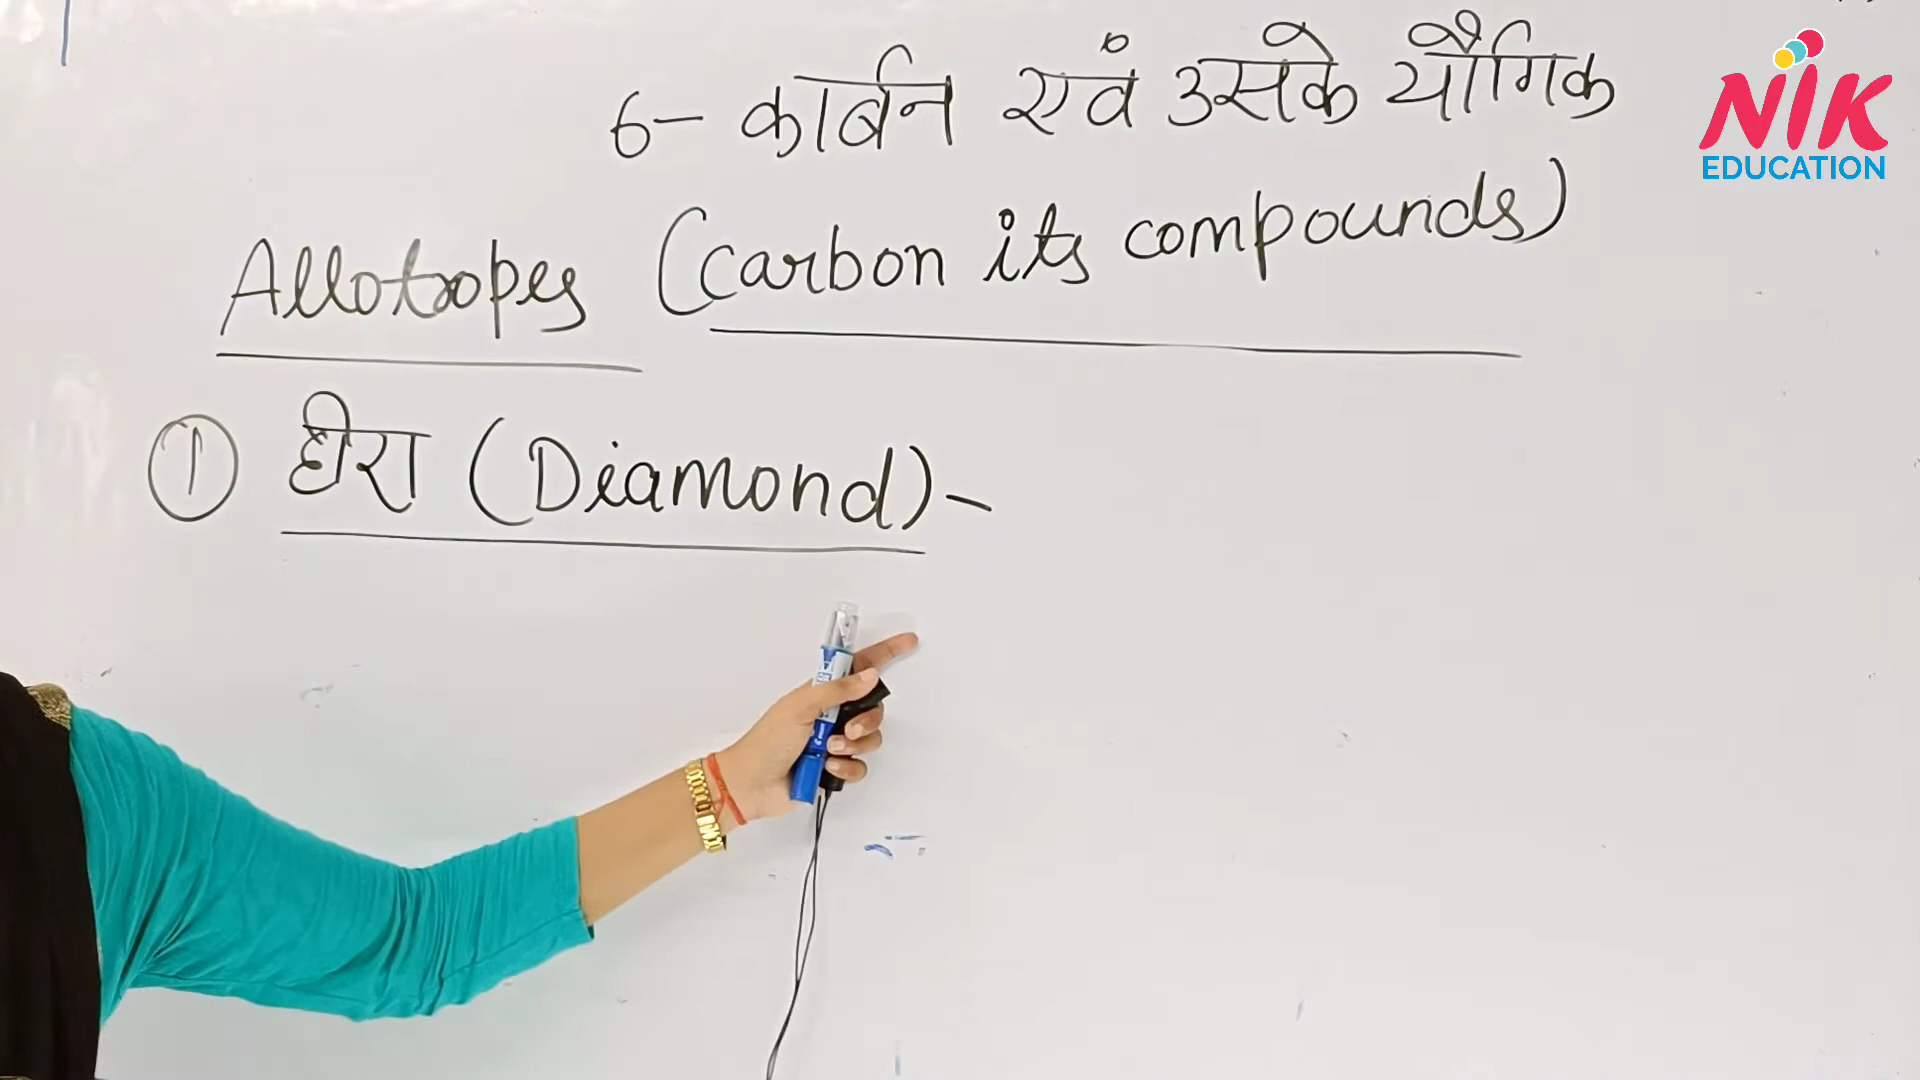 6- कार्बन एवं उसके यौगिक
NIK
EDUCATION
Allotropes (carbon its compounds)
① हीरा (Diamond)-